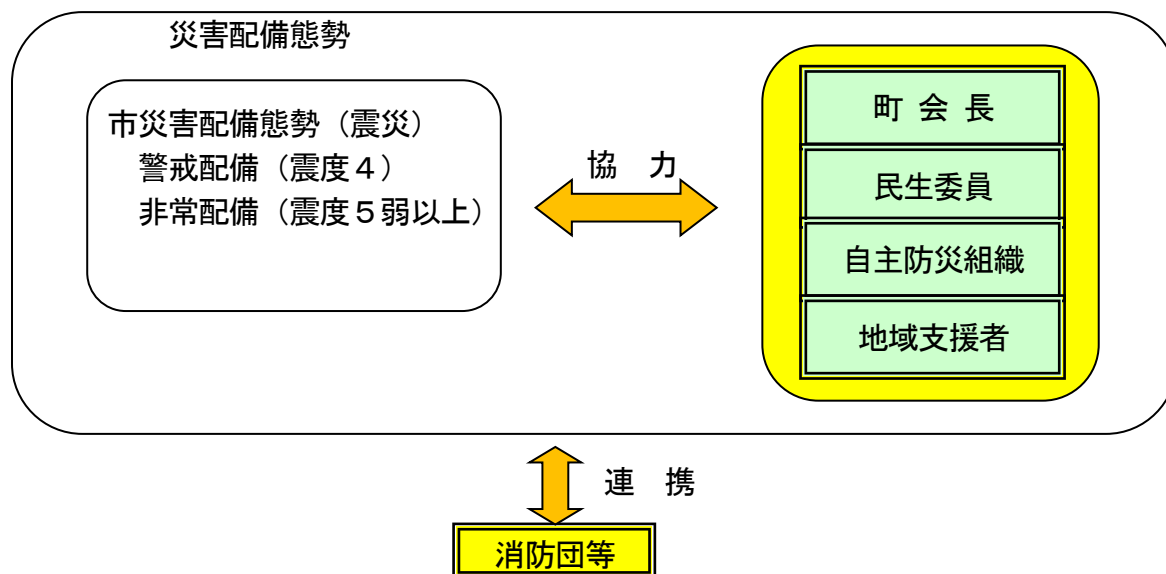 災害配備態勢
市災害配備態勢（震災）
警戒配備（震度４）
非常配備（震度５弱以上）
協　力
町 会 長
民生委員
自主防災組織
地域支援者
連　携
消防団等